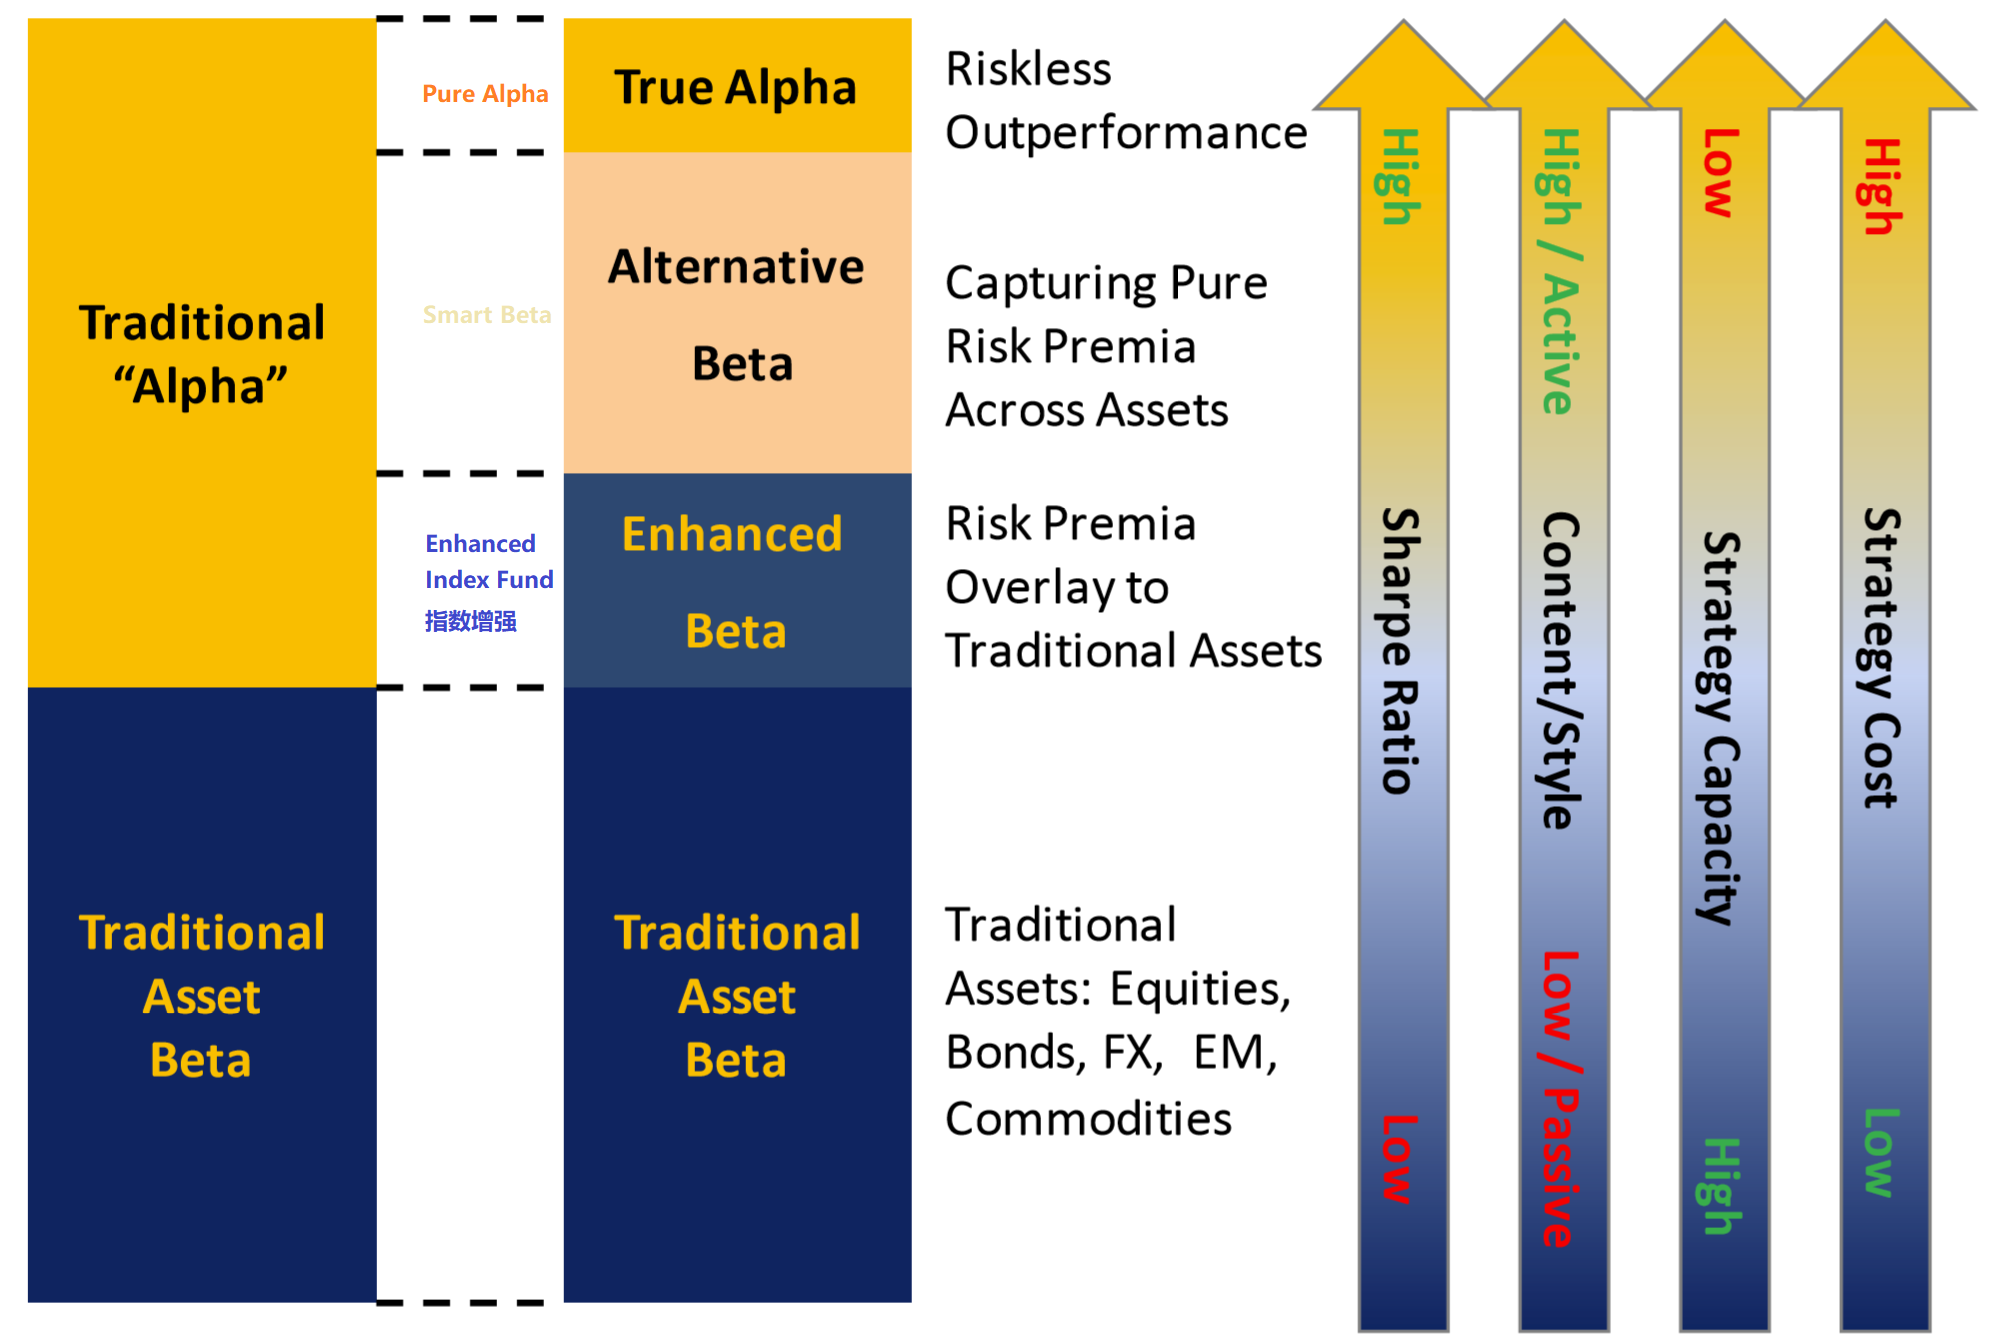 Traditional
“Alpha”
Traditional
Asset
Beta
Pure Alpha
Smart Beta
Enhanced
Index Fund
指数增强
True Alpha
Alternative
Beta
Enhanced
Beta
Traditional
Asset
Beta
Riskless
Outperformance
Capturing Pure
Risk Premia
Across Assets
Risk Premia
Overlay to
Traditional Assets
Traditional
Assets: Equities,
Bonds, FX, EM,
Commodities
High
Sharpe Ratio
Low
High / Active
Content/Style
Low / Passive
Low
Strategy Capacity
High
High
Strategy Cost
Low